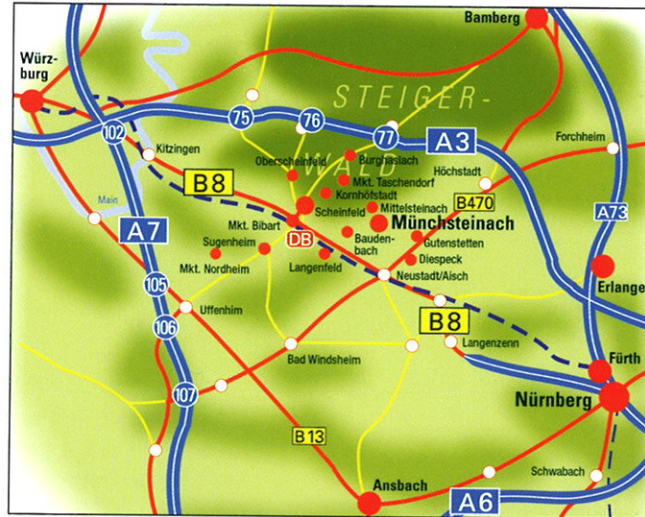 Bamberg
Würz-
burg
STEIGER-
WALD
75
76
77
102
A3
Kitzingen
Forchheim
Burghaslach
Oberscheinfeld
Mkt. Taschendorf
Höchstadt
B8
Kornhöfstadt
B470
Main
Scheinfeld
Mittelsteinach
A73
Mkt. Bibart
Münchsteinach
A7
DB
Bauden-
bach
Gutenstetten
Sugenheim
Diespeck
Mkt. Nordheim
Langenfeld
Neustadt/Aisch
Erlange
105
Uffenhim
106
B8
Langenzenn
Bad Windsheim
Fürth
107
Nürnberg
B13
Schwabach
Ansbach
A6